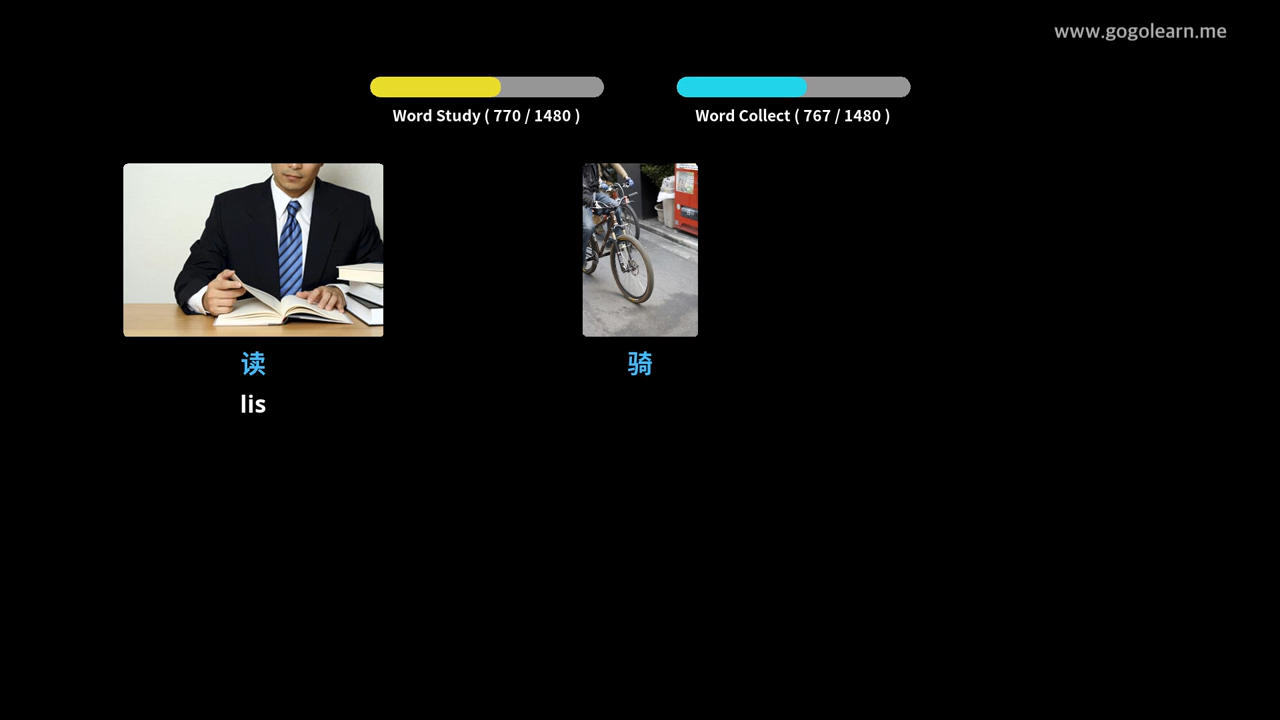 www.gogolearn.me
Word Study ( 770 / 1480 )
Word Collect ( 767 / 1480 )
读
骑
lis